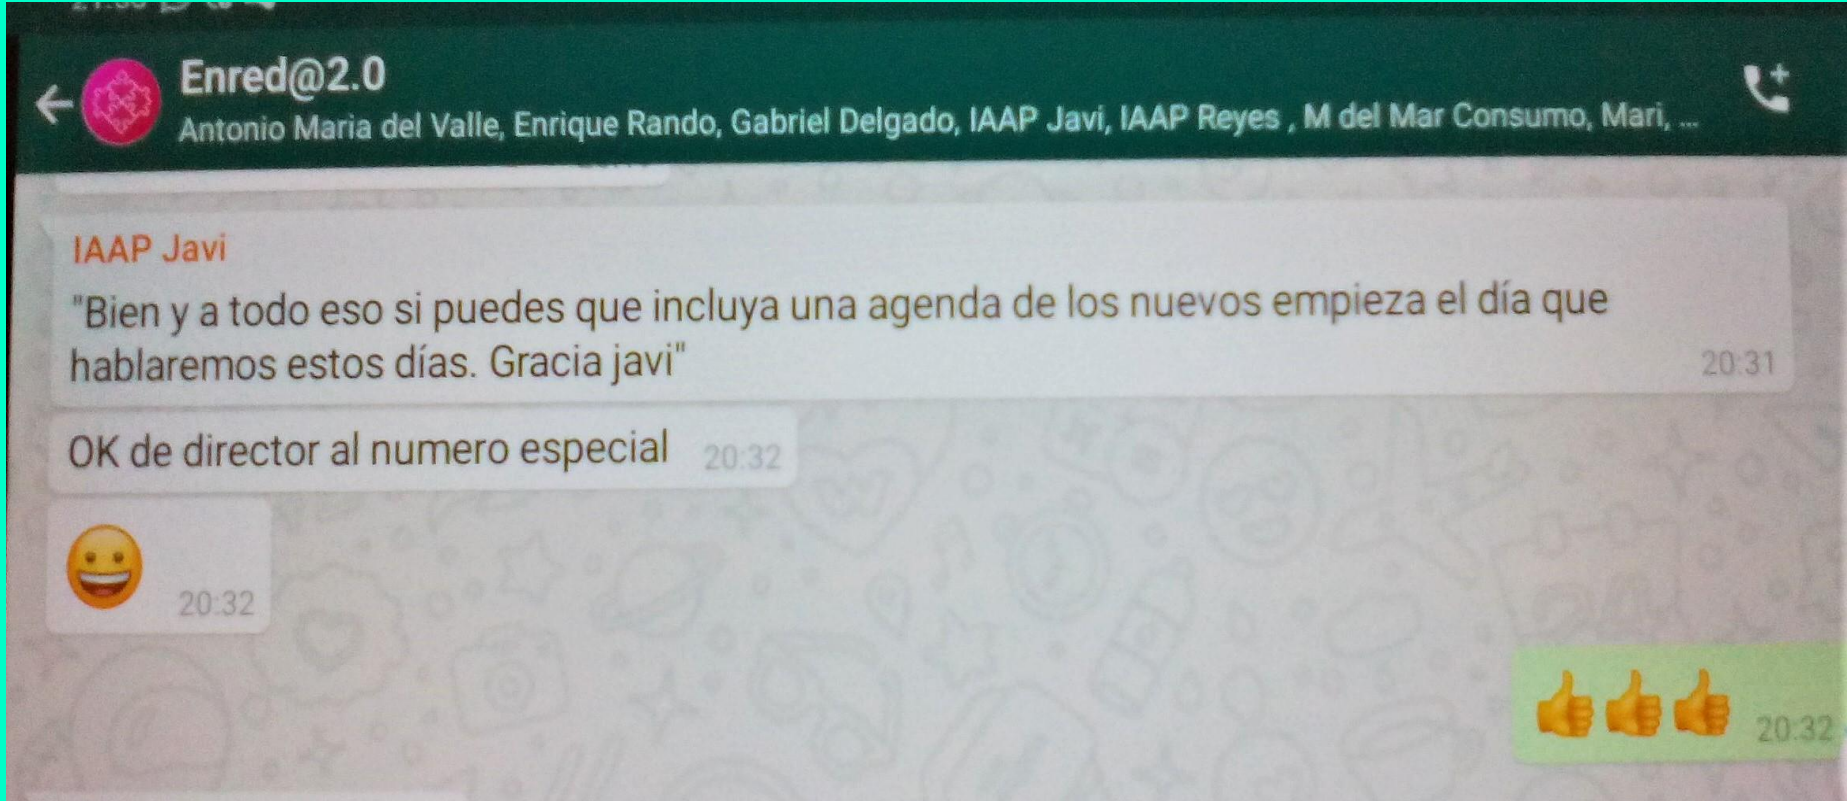 Enred@2.0
Antonio Maria del Valle, Enrique Rando, Gabriel Delgado, IAAP Javi, IAAP Reyes , M del Mar Consumo, Mari, ...
IAAP Javi
"Bien y a todo eso si puedes que incluya una agenda de los nuevos empieza el día que
hablaremos estos días. Gracia javi"
20:31
OK de director al numero especial 20:32
20:32
20:32